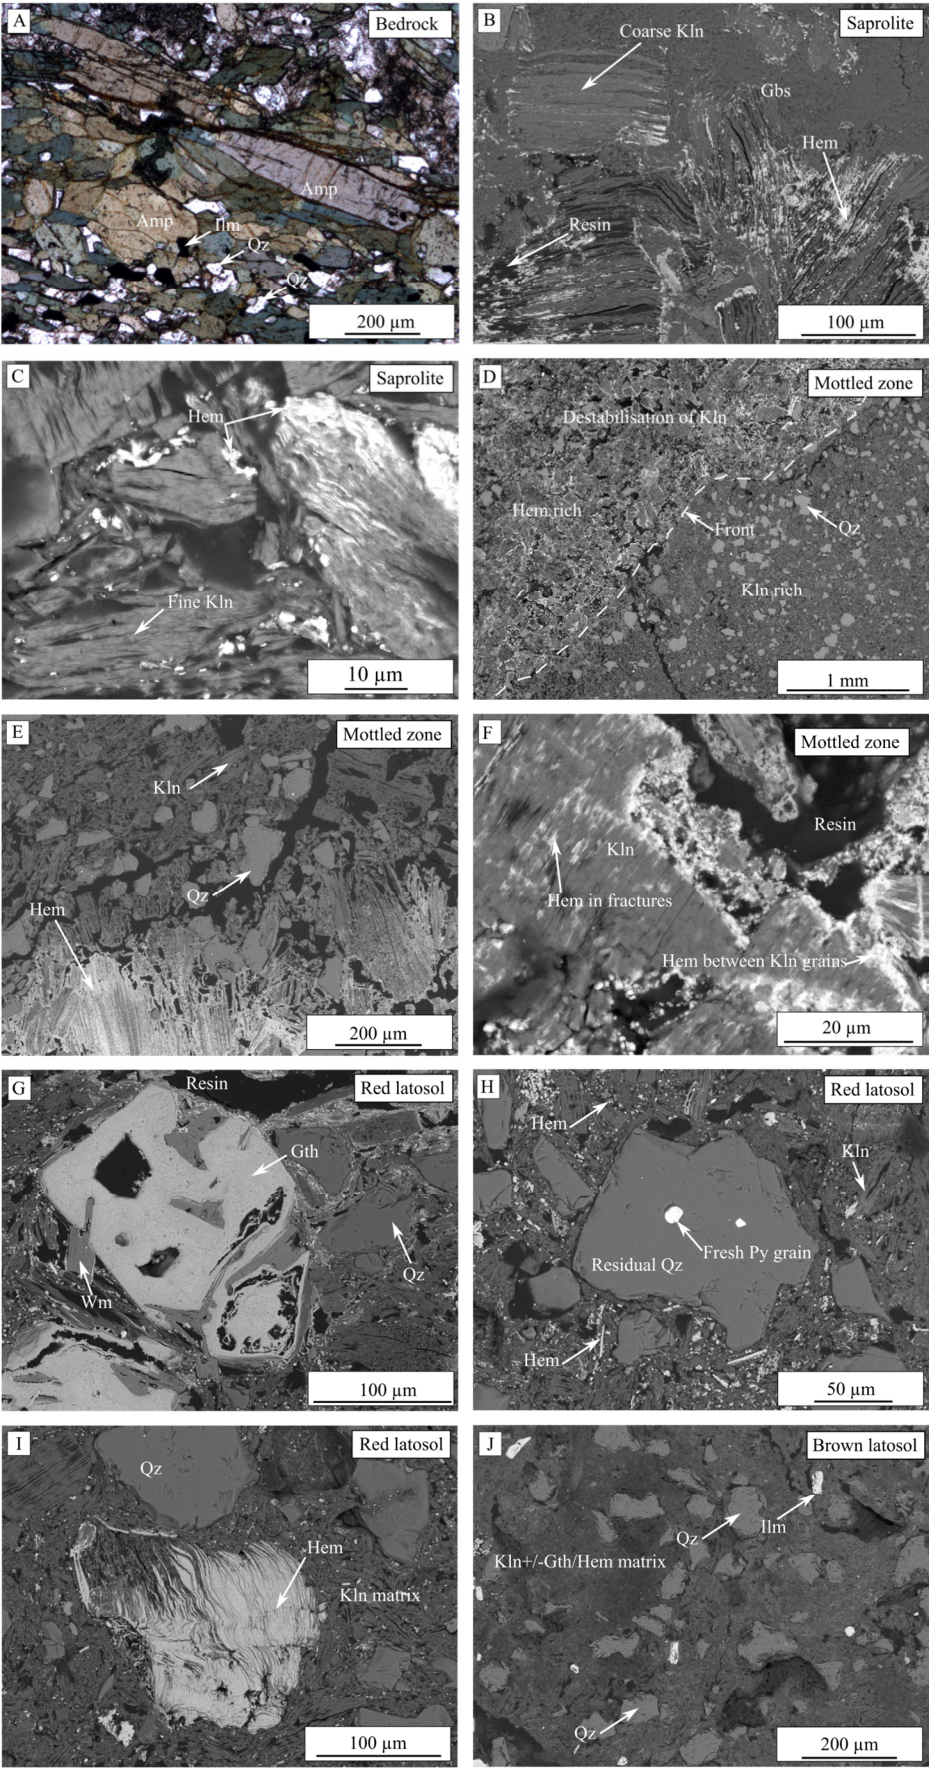 A
Bedrock
Amp
Amp
Ilm
Qz
Qz
200 µm
B
Saprolite
Coarse Kln
Gbs
Hem
Resin
100 µm
C
Saprolite
Hem
Fine Kln
10 µm
D
Mottled zone
Destabilisation of Kln
Hem rich
Front
Qz
Kln rich
1 mm
E
Mottled zone
Kln
Qz
Hem
200 µm
F
Mottled zone
Resin
Kln
Hem in fractures
Hem between Kln grains
20 µm
G
Red latosol
Resin
Gth
Qz
Wm
100 µm
H
Red latosol
Hem
Kln
Fresh Py grain
Residual Qz
Hem
50 µm
I
Red latosol
Qz
Hem
Kln matrix
100 µm
J
Brown latosol
Ilm
Qz
Kln+/-Gth/Hem matrix
Qz
200 µm